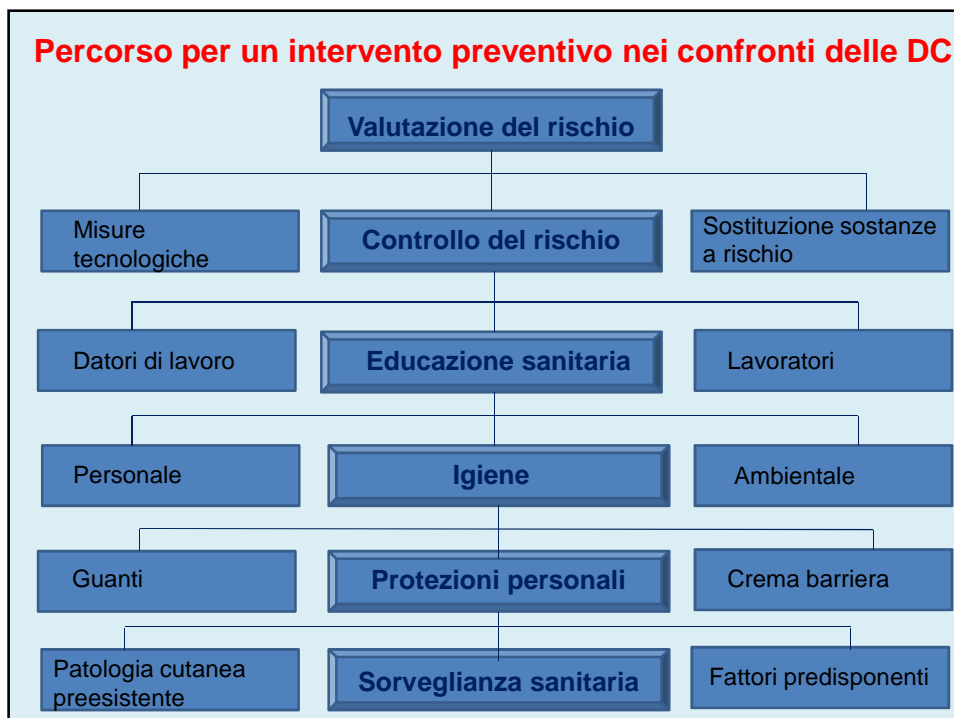 Percorso per un intervento preventivo nei confronti delle DC
Valutazione del rischio
Misure
tecnologiche
Controllo del rischio
Sostituzione sostanze
a rischio
Datori di lavoro
Educazione sanitaria
Lavoratori
Personale
Igiene
Ambientale
Guanti
Protezioni personali
Crema barriera
Patologia cutanea
preesistente
Sorveglianza sanitaria
Fattori predisponenti